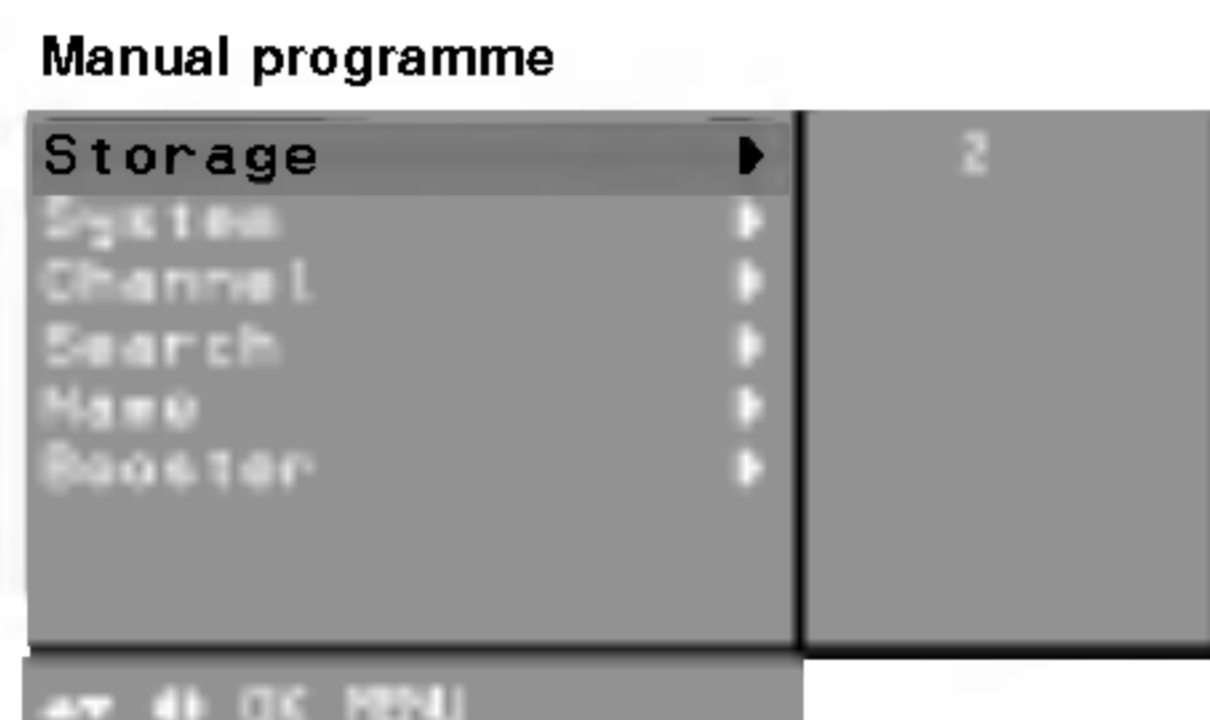 Manual programme
Storage 2
System
Channel
Search
Name
Booster
OK MENU